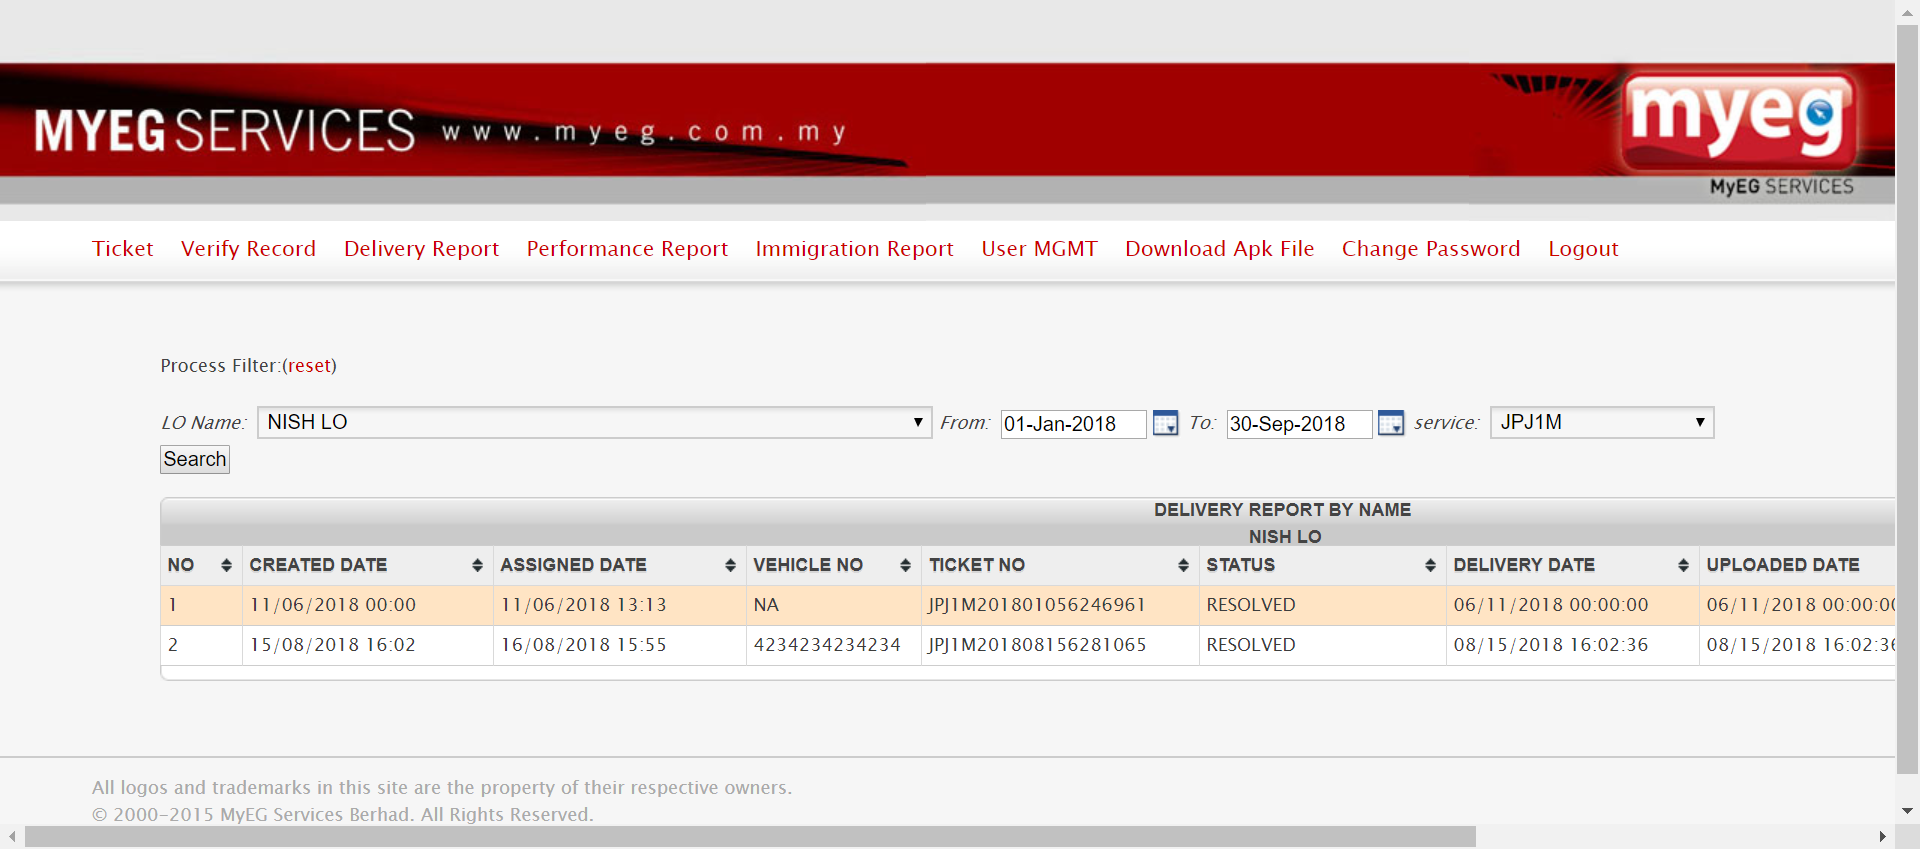 MYEG SERVICES www.myeg.com.my
myeg
MyEG SERVICES
Ticket Verify Record Delivery Report Performance Report Immigration Report User MGMT Download Apk File Change Password Logout
Process Filter:(reset)
LO Name: NISH LO From: 01-Jan-2018 To: 30-Sep-2018 service: JPJ1M
Search
DELIVERY REPORT BY NAME
NISH LO
NO CREATED DATE ASSIGNED DATE VEHICLE NO TICKET NO STATUS DELIVERY DATE UPLOADED DATE
1 11/06/2018 00:00 11/06/2018 13:13 NA JPJ1M201801056246961 RESOLVED 06/11/2018 00:00:00 06/11/2018 00:00:00
2 15/08/2018 16:02 16/08/2018 15:55 4234234234234 JPJ1M201808156281065 RESOLVED 08/15/2018 16:02:36 08/15/2018 16:02:36
All logos and trademarks in this site are the property of their respective owners.
© 2000-2015 MyEG Services Berhad. All Rights Reserved.